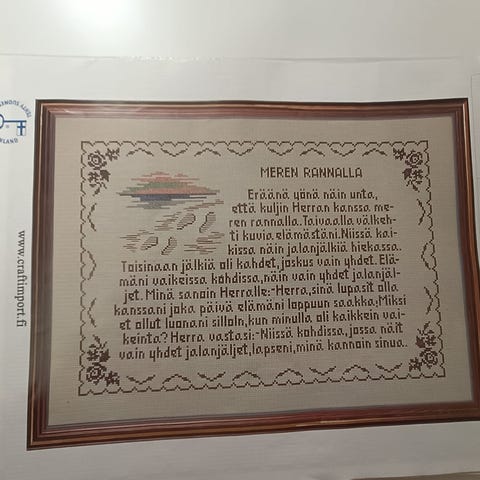 MEREN RANNALLA
Eräänä yönä näin unta,
että kuljin Herran kanssa me-
ren rannalla.Taivaalla välkeh-
ti kuvia elämästäni.Niissä kai-
kissa näin jalanjälkiä hiekassa.
Toisinaan jälkiä oli kahdet,joskus vain yhdet.Elä-
mäni vaikeissa kohdissa,näin vain yhdet jalanjäl-
jet. Minä sanoin Herralle:-Herra,sinä lupasit olla
kanssani joka päivä elämäni loppuun saakka;Miksi
et ollut luonani silloin,kun minulla oli kaikkein vai-
keinta? Herra vastasi:-Niissä kohdissa, jossa näit
vain yhdet jalanjäljet,lapseni,minä kannoin sinua..
www.craftimport.fi